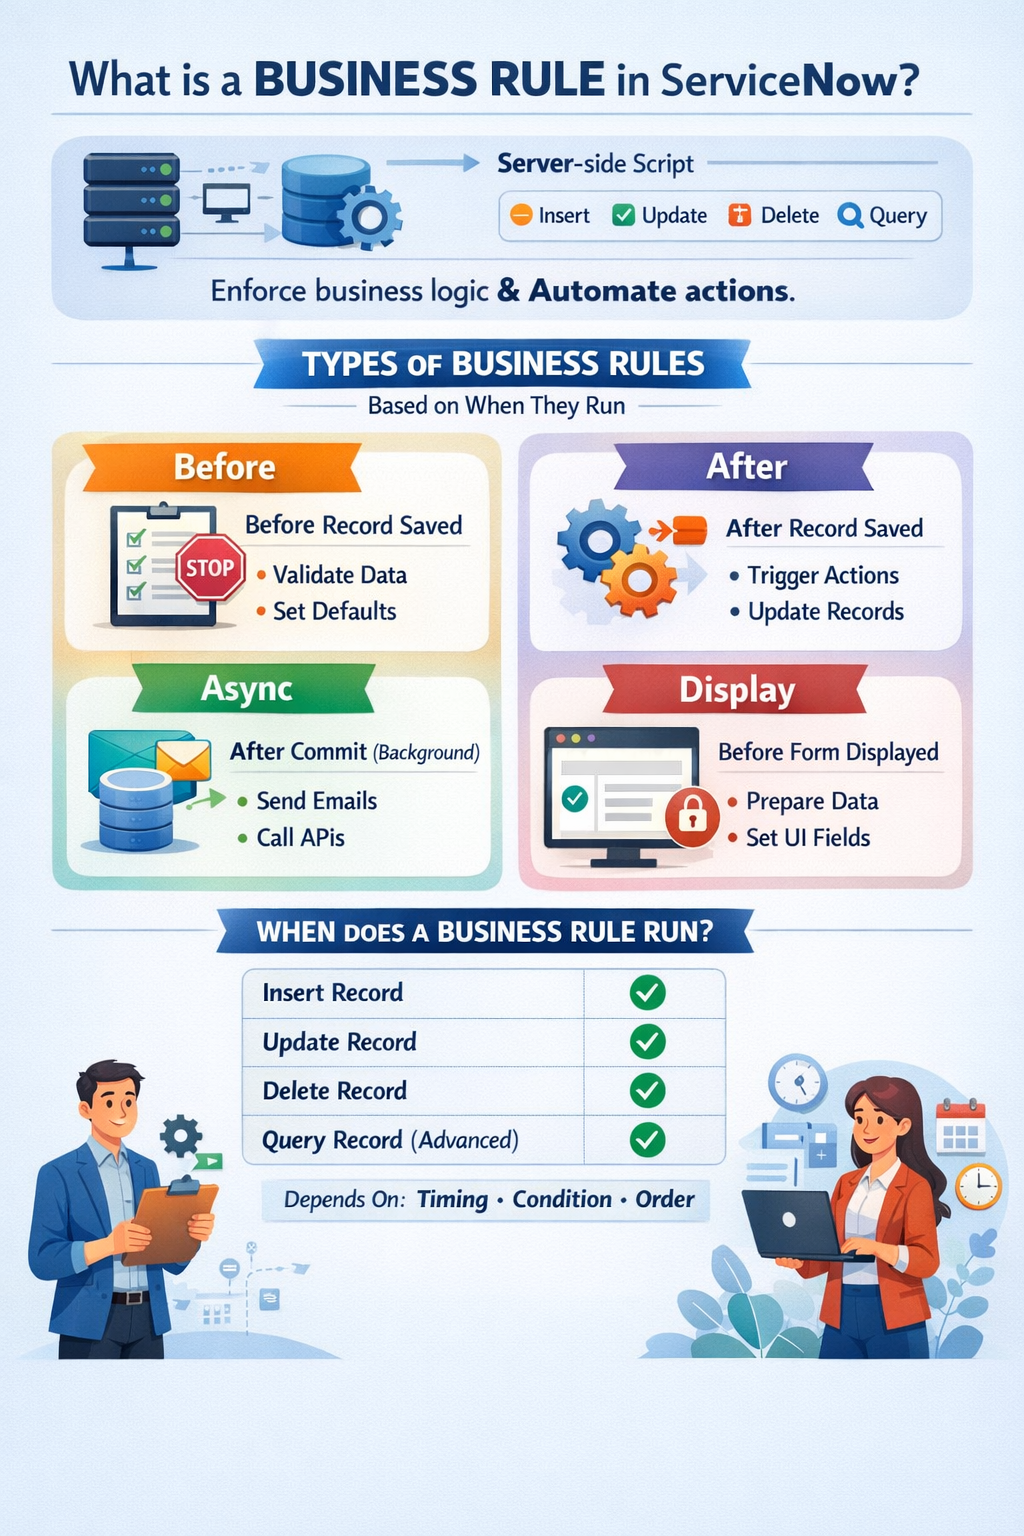 What is a BUSINESS RULE in ServiceNow?
Server-side Script
Insert Update Delete Query
Enforce business logic & Automate actions.
TYPES OF BUSINESS RULES
Based on When They Run
Before
Before Record Saved
STOP
• Validate Data
• Set Defaults
After
After Record Saved
• Trigger Actions
• Update Records
Async
After Commit (Background)
• Send Emails
• Call APis
Display
Before Form Displayed
• Prepare Data
• Set UI Fields
WHEN DOES A BUSINESS RULE RUN?
Insert Record
Update Record
Delete Record
Query Record (Advanced)
Depends On: Timing • Condition • Order